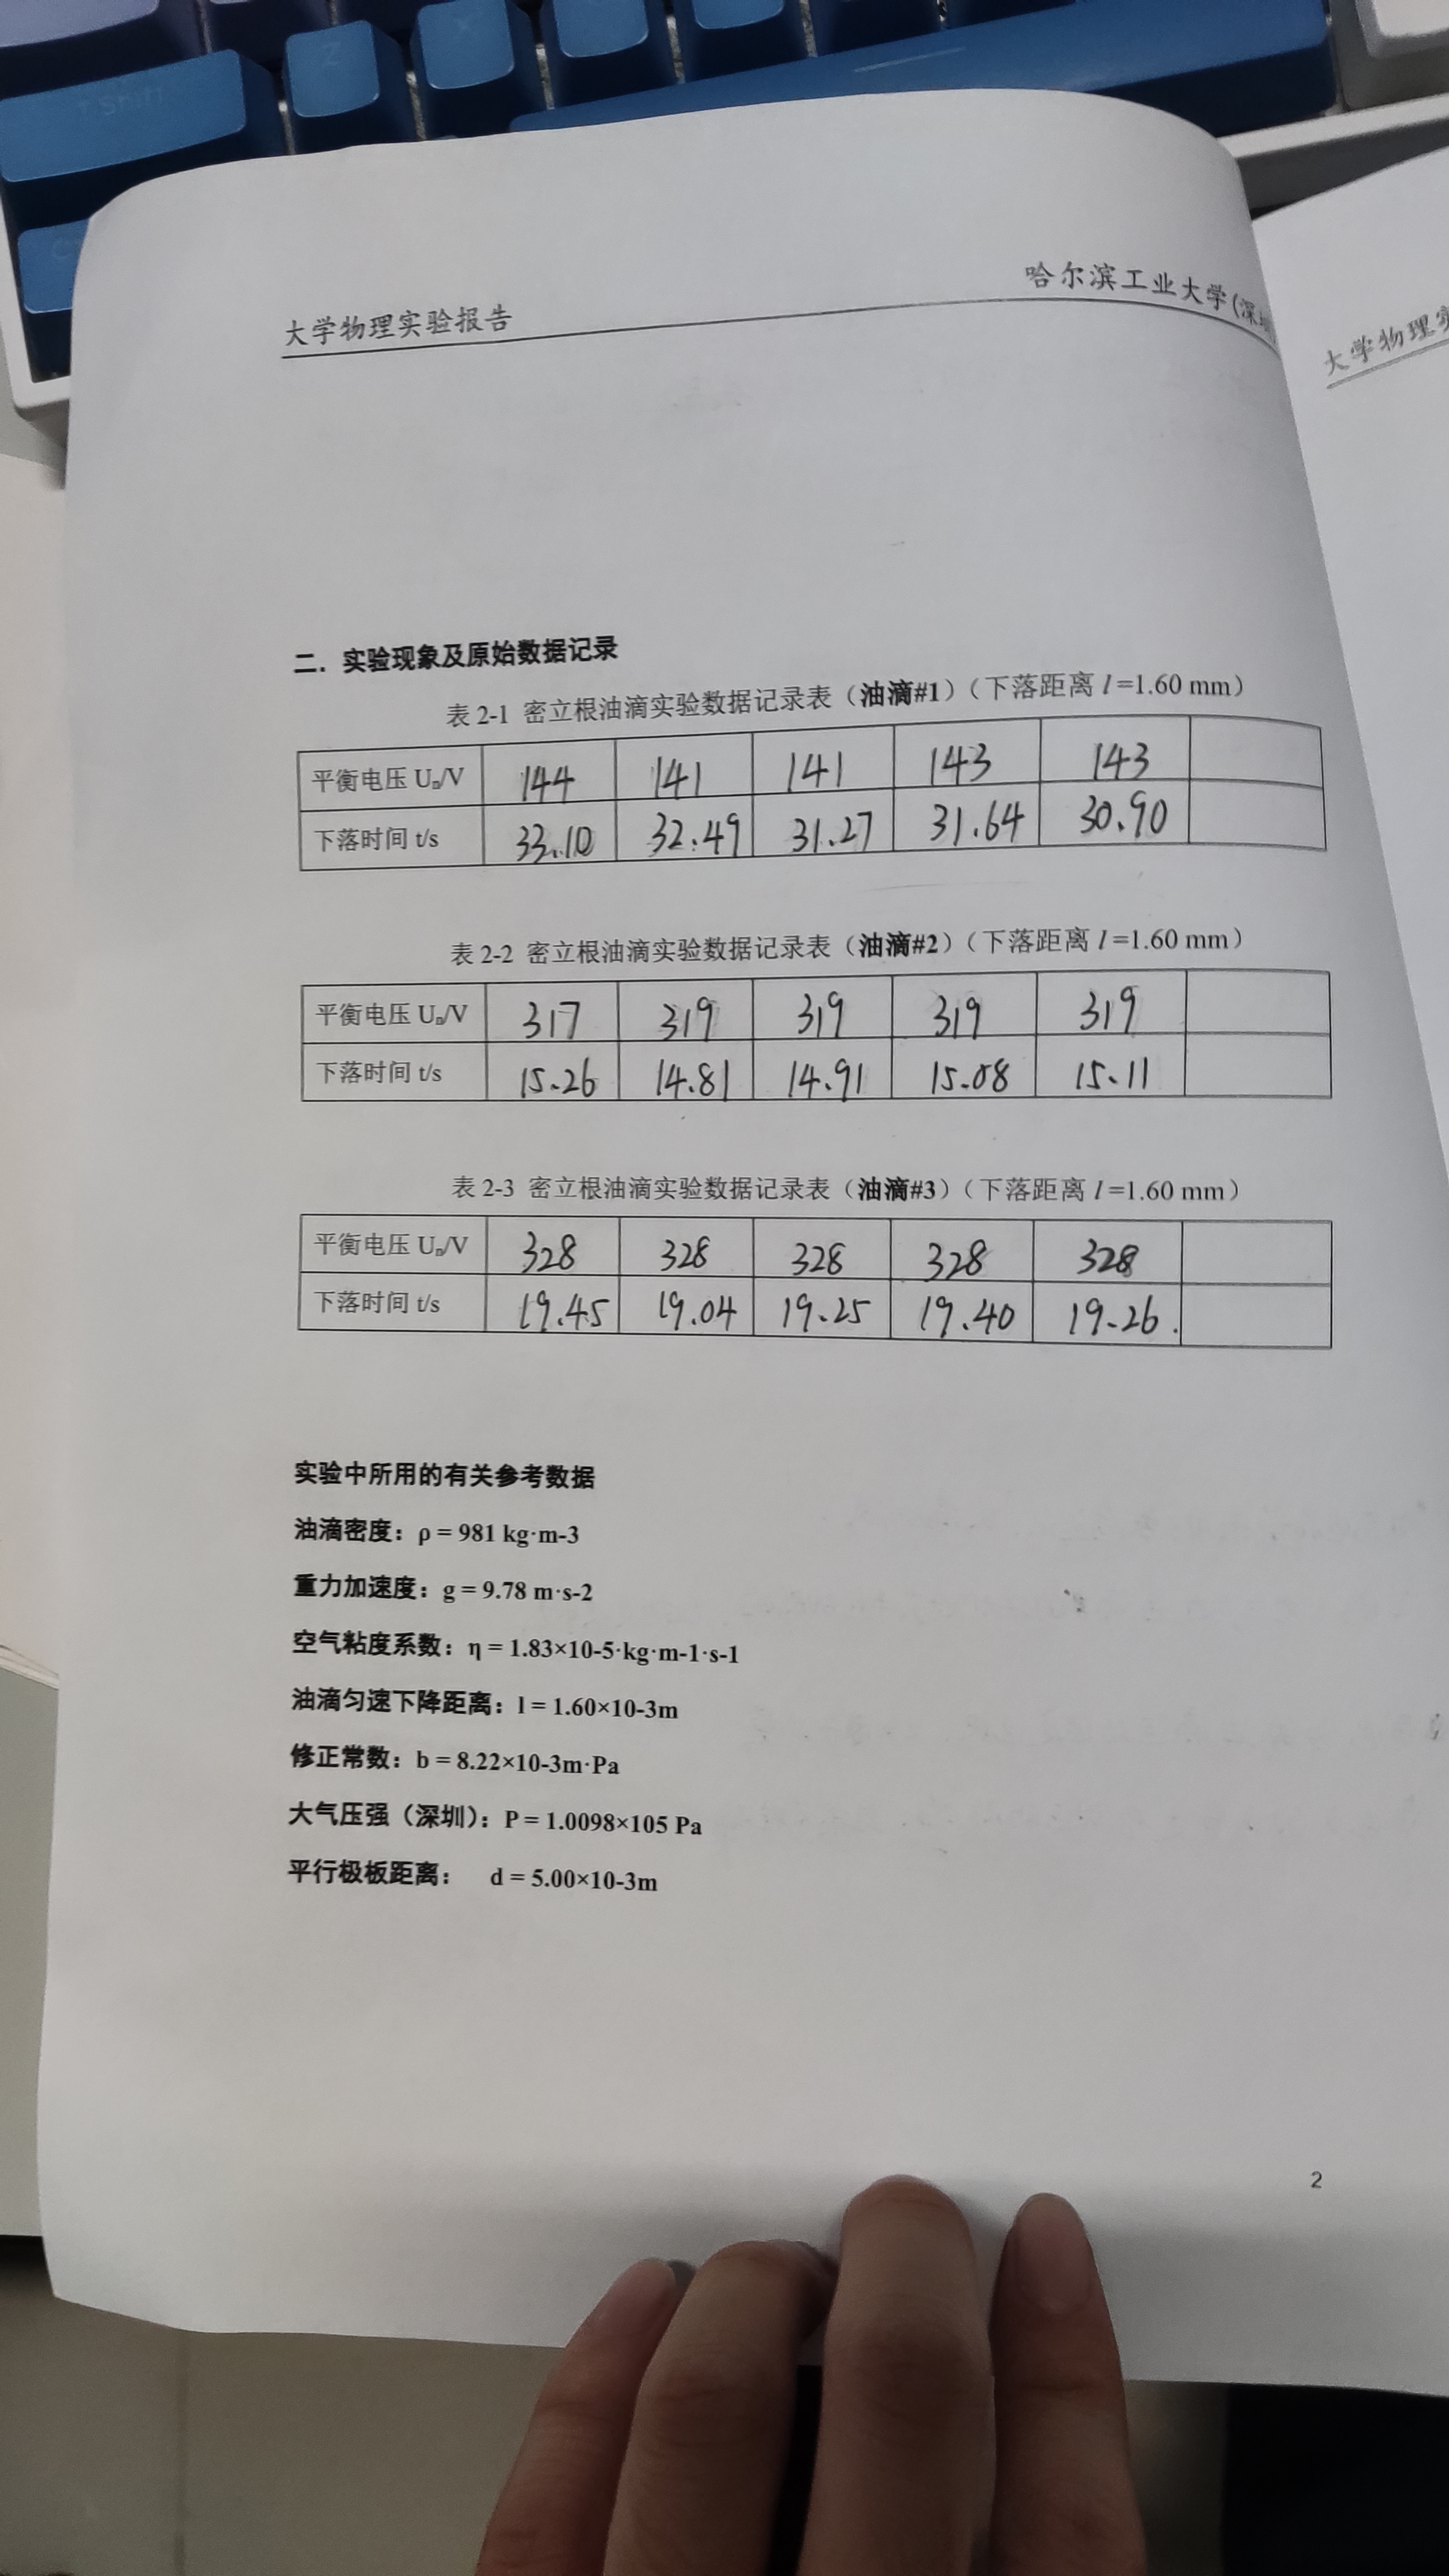 Shift
Z
X
大学物理实验报告
哈尔滨工业大学(深
大学物理
二．实验现象及原始数据记录
表 2-1 密立根油滴实验数据记录表（油滴#1）（下落距离 l=1.60 mm）
平衡电压 Uₙ/V 144 141 141 143 143
下落时间 t/s 33.10 32.49 31.27 31.64 30.90
表 2-2 密立根油滴实验数据记录表（油滴#2）（下落距离 l=1.60 mm）
平衡电压 Uₙ/V 317 319 319 319 319
下落时间 t/s 15.26 14.81 14.91 15.08 15.11
表 2-3 密立根油滴实验数据记录表（油滴#3）（下落距离 l=1.60 mm）
平衡电压 Uₙ/V 328 328 328 328 328
下落时间 t/s 19.45 19.04 19.25 19.40 19.26.
实验中所用的有关参考数据
油滴密度：ρ = 981 kg·m-3
重力加速度：g = 9.78 m·s-2
空气粘度系数：η = 1.83×10-5·kg·m-1·s-1
油滴匀速下降距离：l = 1.60×10-3m
修正常数：b = 8.22×10-3m·Pa
大气压强（深圳）：P = 1.0098×105 Pa
平行极板距离： d = 5.00×10-3m
2